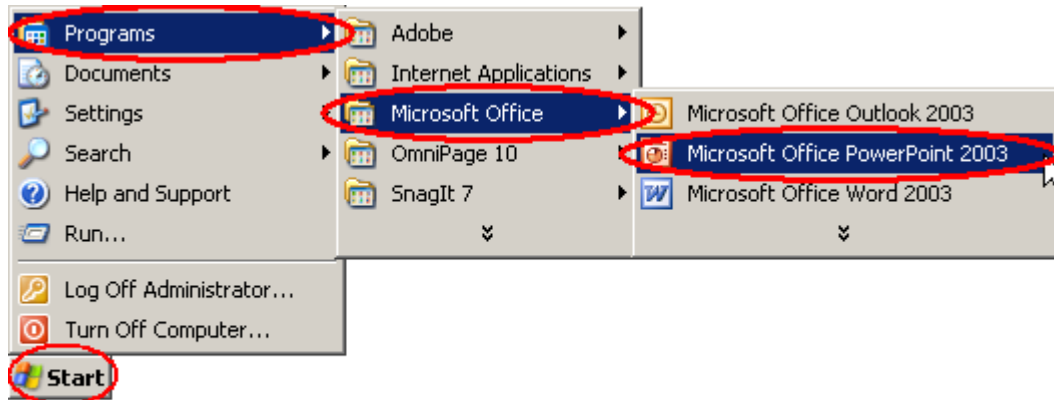 Programs
Documents
Settings
Search
Help and Support
Run...
Log Off Administrator...
Turn Off Computer...
Start
Adobe
Internet Applications
Microsoft Office
OmniPage 10
SnagIt 7
Microsoft Office Outlook 2003
Microsoft Office PowerPoint 2003
Microsoft Office Word 2003